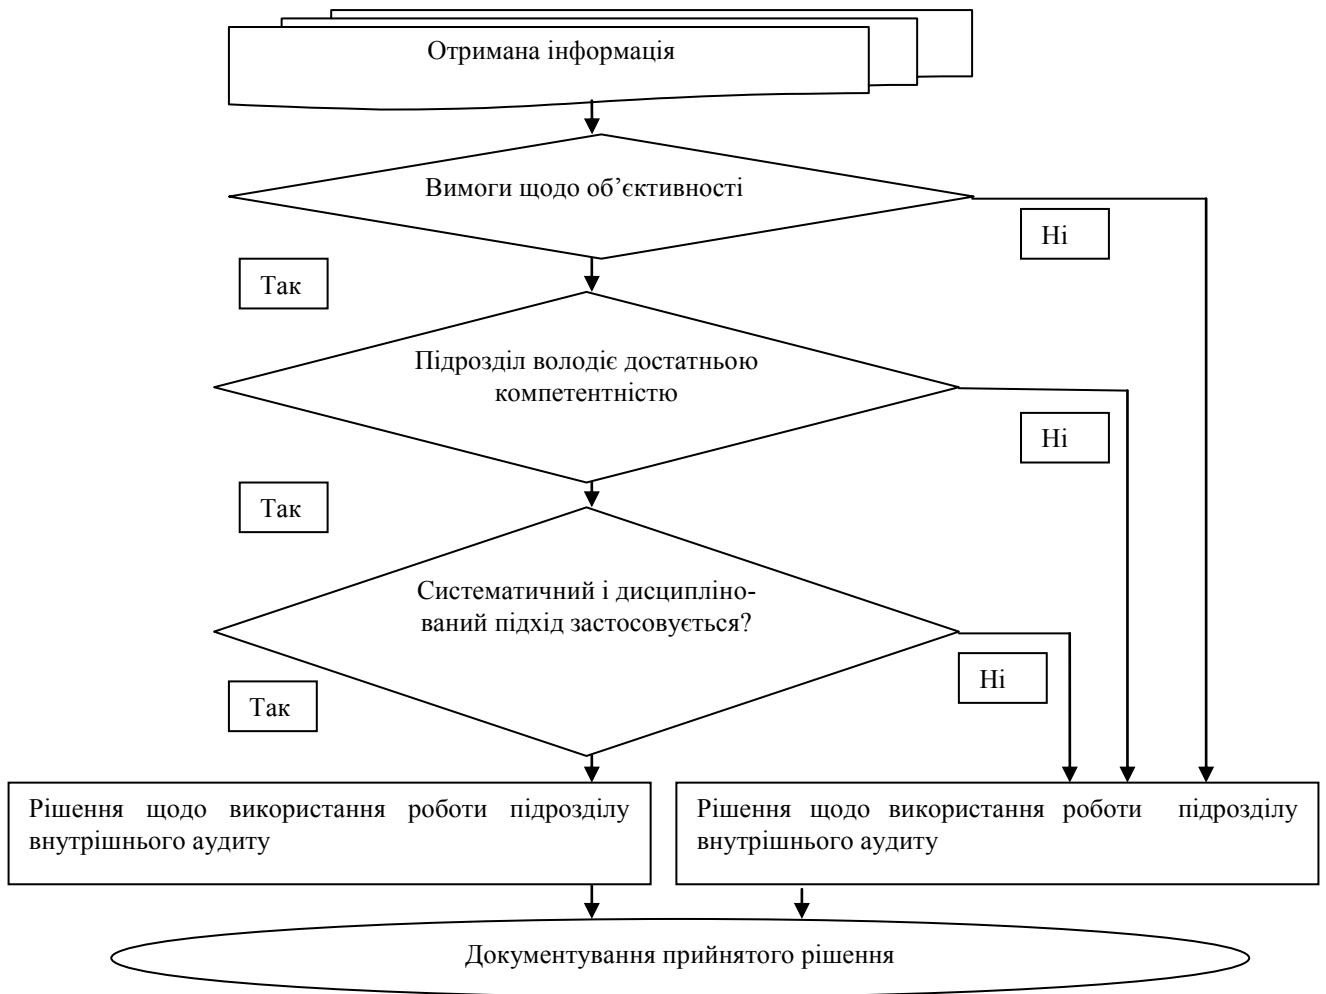 Отримана інформація
Вимоги щодо об’єктивності
Ні
Так
Підрозділ володіє достатньою
компетентністю
Ні
Так
Систематичний і дисципліно-
ваний підхід застосовується?
Ні
Так
Рішення щодо використання роботи підрозділу
внутрішнього аудиту
Рішення щодо використання роботи підрозділу
внутрішнього аудиту
Документування прийнятого рішення